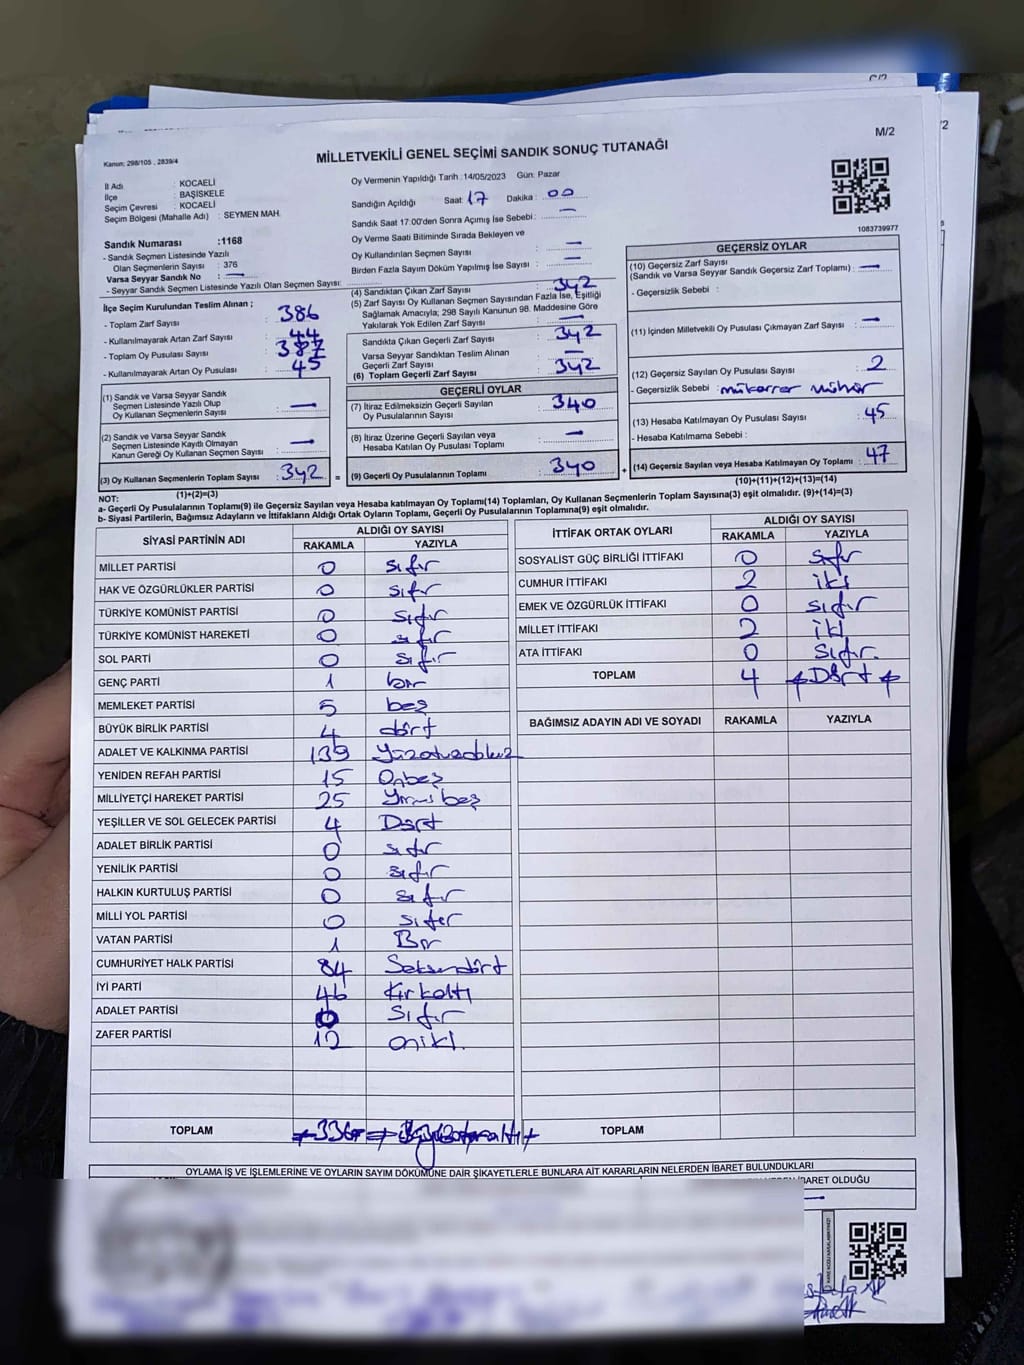 M/2
Kanun: 298/105 , 2839/4
MİLLETVEKİLİ GENEL SEÇİMİ SANDIK SONUÇ TUTANAĞI
İl Adı : KOCAELİ
İlçe : BAŞİSKELE
Seçim Çevresi : KOCAELİ
Seçim Bölgesi (Mahalle Adı) : SEYMEN MAH.
Sandık Numarası :1168
- Sandık Seçmen Listesinde Yazılı
Olan Seçmenlerin Sayısı : 376
Varsa Seyyar Sandık No : —
- Seyyar Sandık Seçmen Listesinde Yazılı Olan Seçmen Sayısı:
Oy Vermenin Yapıldığı Tarih :14/05/2023 Gün: Pazar
Sandığın Açıldığı Saat 17 Dakika : 00
Sandık Saat 17:00'den Sonra Açımış İse Sebebi: —
Oy Verme Saati Bitiminde Sırada Bekleyen ve
Oy Kullandırılan Seçmen Sayısı : —
Birden Fazla Sayım Döküm Yapılmış İse Sayısı : —
1083739977
İlçe Seçim Kurulundan Teslim Alınan ;
- Toplam Zarf Sayısı : 386
- Kullanılmayarak Artan Zarf Sayısı : 44
- Toplam Oy Pusulası Sayısı : 387
- Kullanılmayarak Artan Oy Pusulası : 45
(4) Sandıktan Çıkan Zarf Sayısı : 342
(5) Zarf Sayısı Oy Kullanan Seçmen Sayısından Fazla İse, Eşitliği
Sağlamak Amacıyla; 298 Sayılı Kanunun 98. Maddesine Göre
Yakılarak Yok Edilen Zarf Sayısı : —
Sandıkta Çıkan Geçerli Zarf Sayısı : 342
Varsa Seyyar Sandıktan Teslim Alınan
Geçerli Zarf Sayısı : —
(6) Toplam Geçerli Zarf Sayısı : 342
GEÇERSİZ OYLAR
(10) Geçersiz Zarf Sayısı
(Sandık ve Varsa Seyyar Sandık Geçersiz Zarf Toplamı) : —
- Geçersizlik Sebebi :
(11) İçinden Milletvekili Oy Pusulası Çıkmayan Zarf Sayısı : —
(12) Geçersiz Sayılan Oy Pusulası Sayısı : 2
- Geçersizlik Sebebi : mükerrer mühür
(13) Hesaba Katılmayan Oy Pusulası Sayısı : 45
- Hesaba Katılmama Sebebi :
(14) Geçersiz Sayılan veya Hesaba Katılmayan Oy Toplamı : 47
(10)+(11)+(12)+(13)=(14)
(1) Sandık ve Varsa Seyyar Sandık
Seçmen Listesinde Yazılı Olup
Oy Kullanan Seçmenlerin Sayısı : —
(2) Sandık ve Varsa Seyyar Sandık
Seçmen Listesinde Kaydı Olmayan
Kanun Gereği Oy Kullanan Seçmen Sayısı : —
(3) Oy Kullanan Seçmenlerin Toplam Sayısı : 342 =
(1)+(2)=(3)
GEÇERLİ OYLAR
(7) İtiraz Edilmeksizin Geçerli Sayılan
Oy Pusulalarının Sayısı : 340
(8) İtiraz Üzerine Geçerli Sayılan veya
Hesaba Katılan Oy Pusulası Toplamı : —
(9) Geçerli Oy Pusulalarının Toplamı : 340 +
NOT:
a- Geçerli Oy Pusulaları Toplamı(9) ile Geçersiz Sayılan veya Hesaba katılmayan Oy Toplamı(14) Toplamları, Oy Kullanan Seçmenlerin Toplam Sayısına(3) eşit olmalıdır. (9)+(14)=(3)
b- Siyasi Partilerin, Bağımsız Adayların ve İttifakların Aldığı Ortak Oyların Toplamı, Geçerli Oy Pusulalarının Toplamına(9) eşit olmalıdır.
SİYASİ PARTİNİN ADI ALDIĞI OY SAYISI
RAKAMLA YAZIYLA
MİLLET PARTİSİ 0 sıfır
HAK VE ÖZGÜRLÜKLER PARTİSİ 0 sıfır
TÜRKİYE KOMÜNİST PARTİSİ 0 sıfır
TÜRKİYE KOMÜNİST HAREKETİ 0 sıfır
SOL PARTİ 0 sıfır
GENÇ PARTİ 1 bir
MEMLEKET PARTİSİ 5 beş
BÜYÜK BİRLİK PARTİSİ 4 dört
ADALET VE KALKINMA PARTİSİ 139 Yüzotuzdokuz
YENİDEN REFAH PARTİSİ 15 Onbeş
MİLLİYETÇİ HAREKET PARTİSİ 25 Yirmibeş
YEŞİLLER VE SOL GELECEK PARTİSİ 4 Dört
ADALET BİRLİK PARTİSİ 0 sıfır
YENİLİK PARTİSİ 0 sıfır
HALKIN KURTULUŞ PARTİSİ 0 sıfır
MİLLİ YOL PARTİSİ 0 sıfır
VATAN PARTİSİ 1 Bir
CUMHURİYET HALK PARTİSİ 84 Seksendört
İYİ PARTİ 46 Kırkaltı
ADALET PARTİSİ 0 Sıfır
ZAFER PARTİSİ 12 oniki
TOPLAM 336
İTTİFAK ORTAK OYLARI ALDIĞI OY SAYISI
RAKAMLA YAZIYLA
SOSYALİST GÜÇ BİRLİĞİ İTTİFAKI 0 sıfır
CUMHUR İTTİFAKI 2 iki
EMEK VE ÖZGÜRLÜK İTTİFAKI 0 sıfır
MİLLET İTTİFAKI 2 iki
ATA İTTİFAKI 0 sıfır.
TOPLAM 4 Dört
BAĞIMSIZ ADAYIN ADI VE SOYADI RAKAMLA YAZIYLA
TOPLAM
OYLAMA İŞ VE İŞLEMLERİNE VE OYLARIN SAYIM DÖKÜMÜNE DAİR ŞİKAYETLERLE BUNLARA AİT KARARLARIN NELERDEN İBARET BULUNDUKLARI
İBARET OLDUĞU